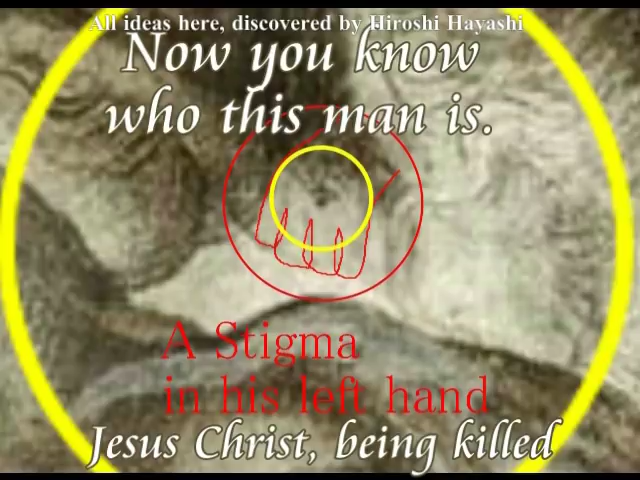 All ideas here, discovered by Hiroshi Hayashi
Now you know
who this man is.
A Stigma
in his left hand
Jesus Christ, being killed